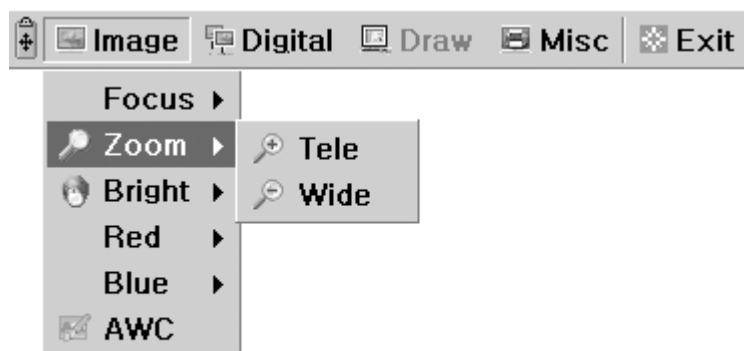 Image Digital Draw Misc Exit
Focus
Zoom
Tele
Bright
Wide
Red
Blue
AWC